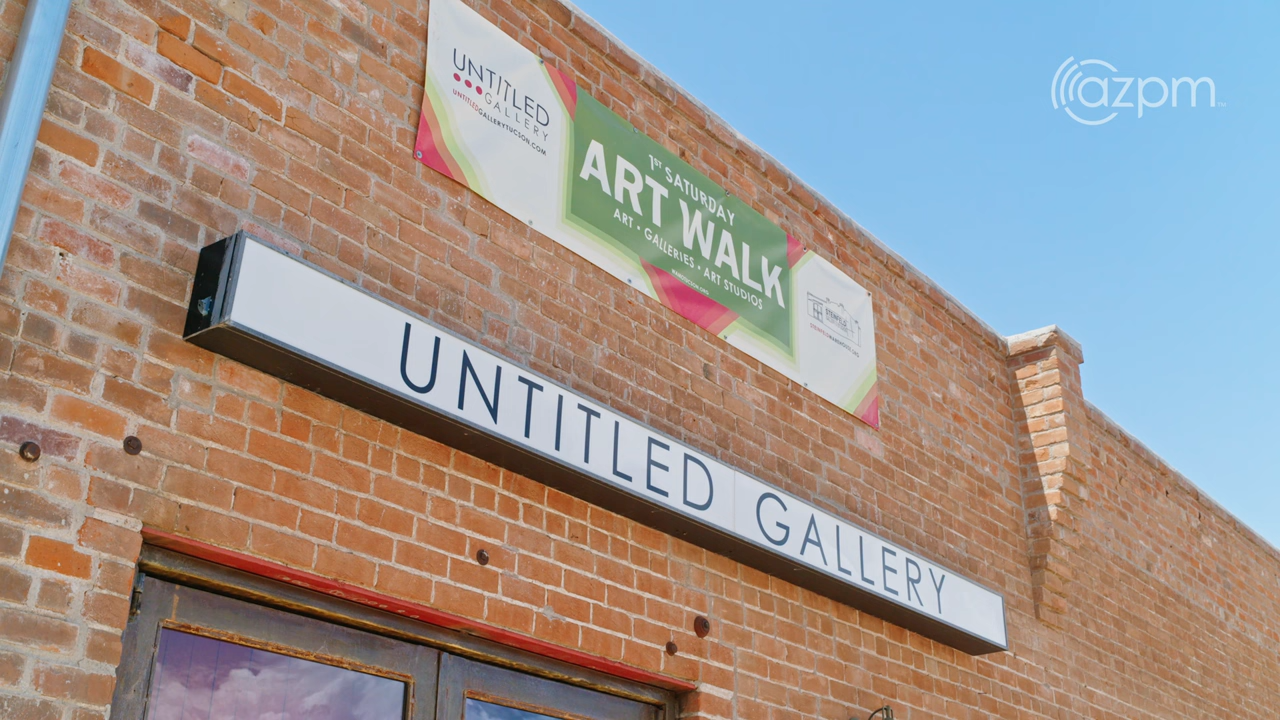 azpm
UNTITLED
GALLERY
UNTITLEDGALLERYTUCSON.COM
1ST SATURDAY
ART WALK
ART • GALLERIES • ART STUDIOS
UNTITLED GALLERY